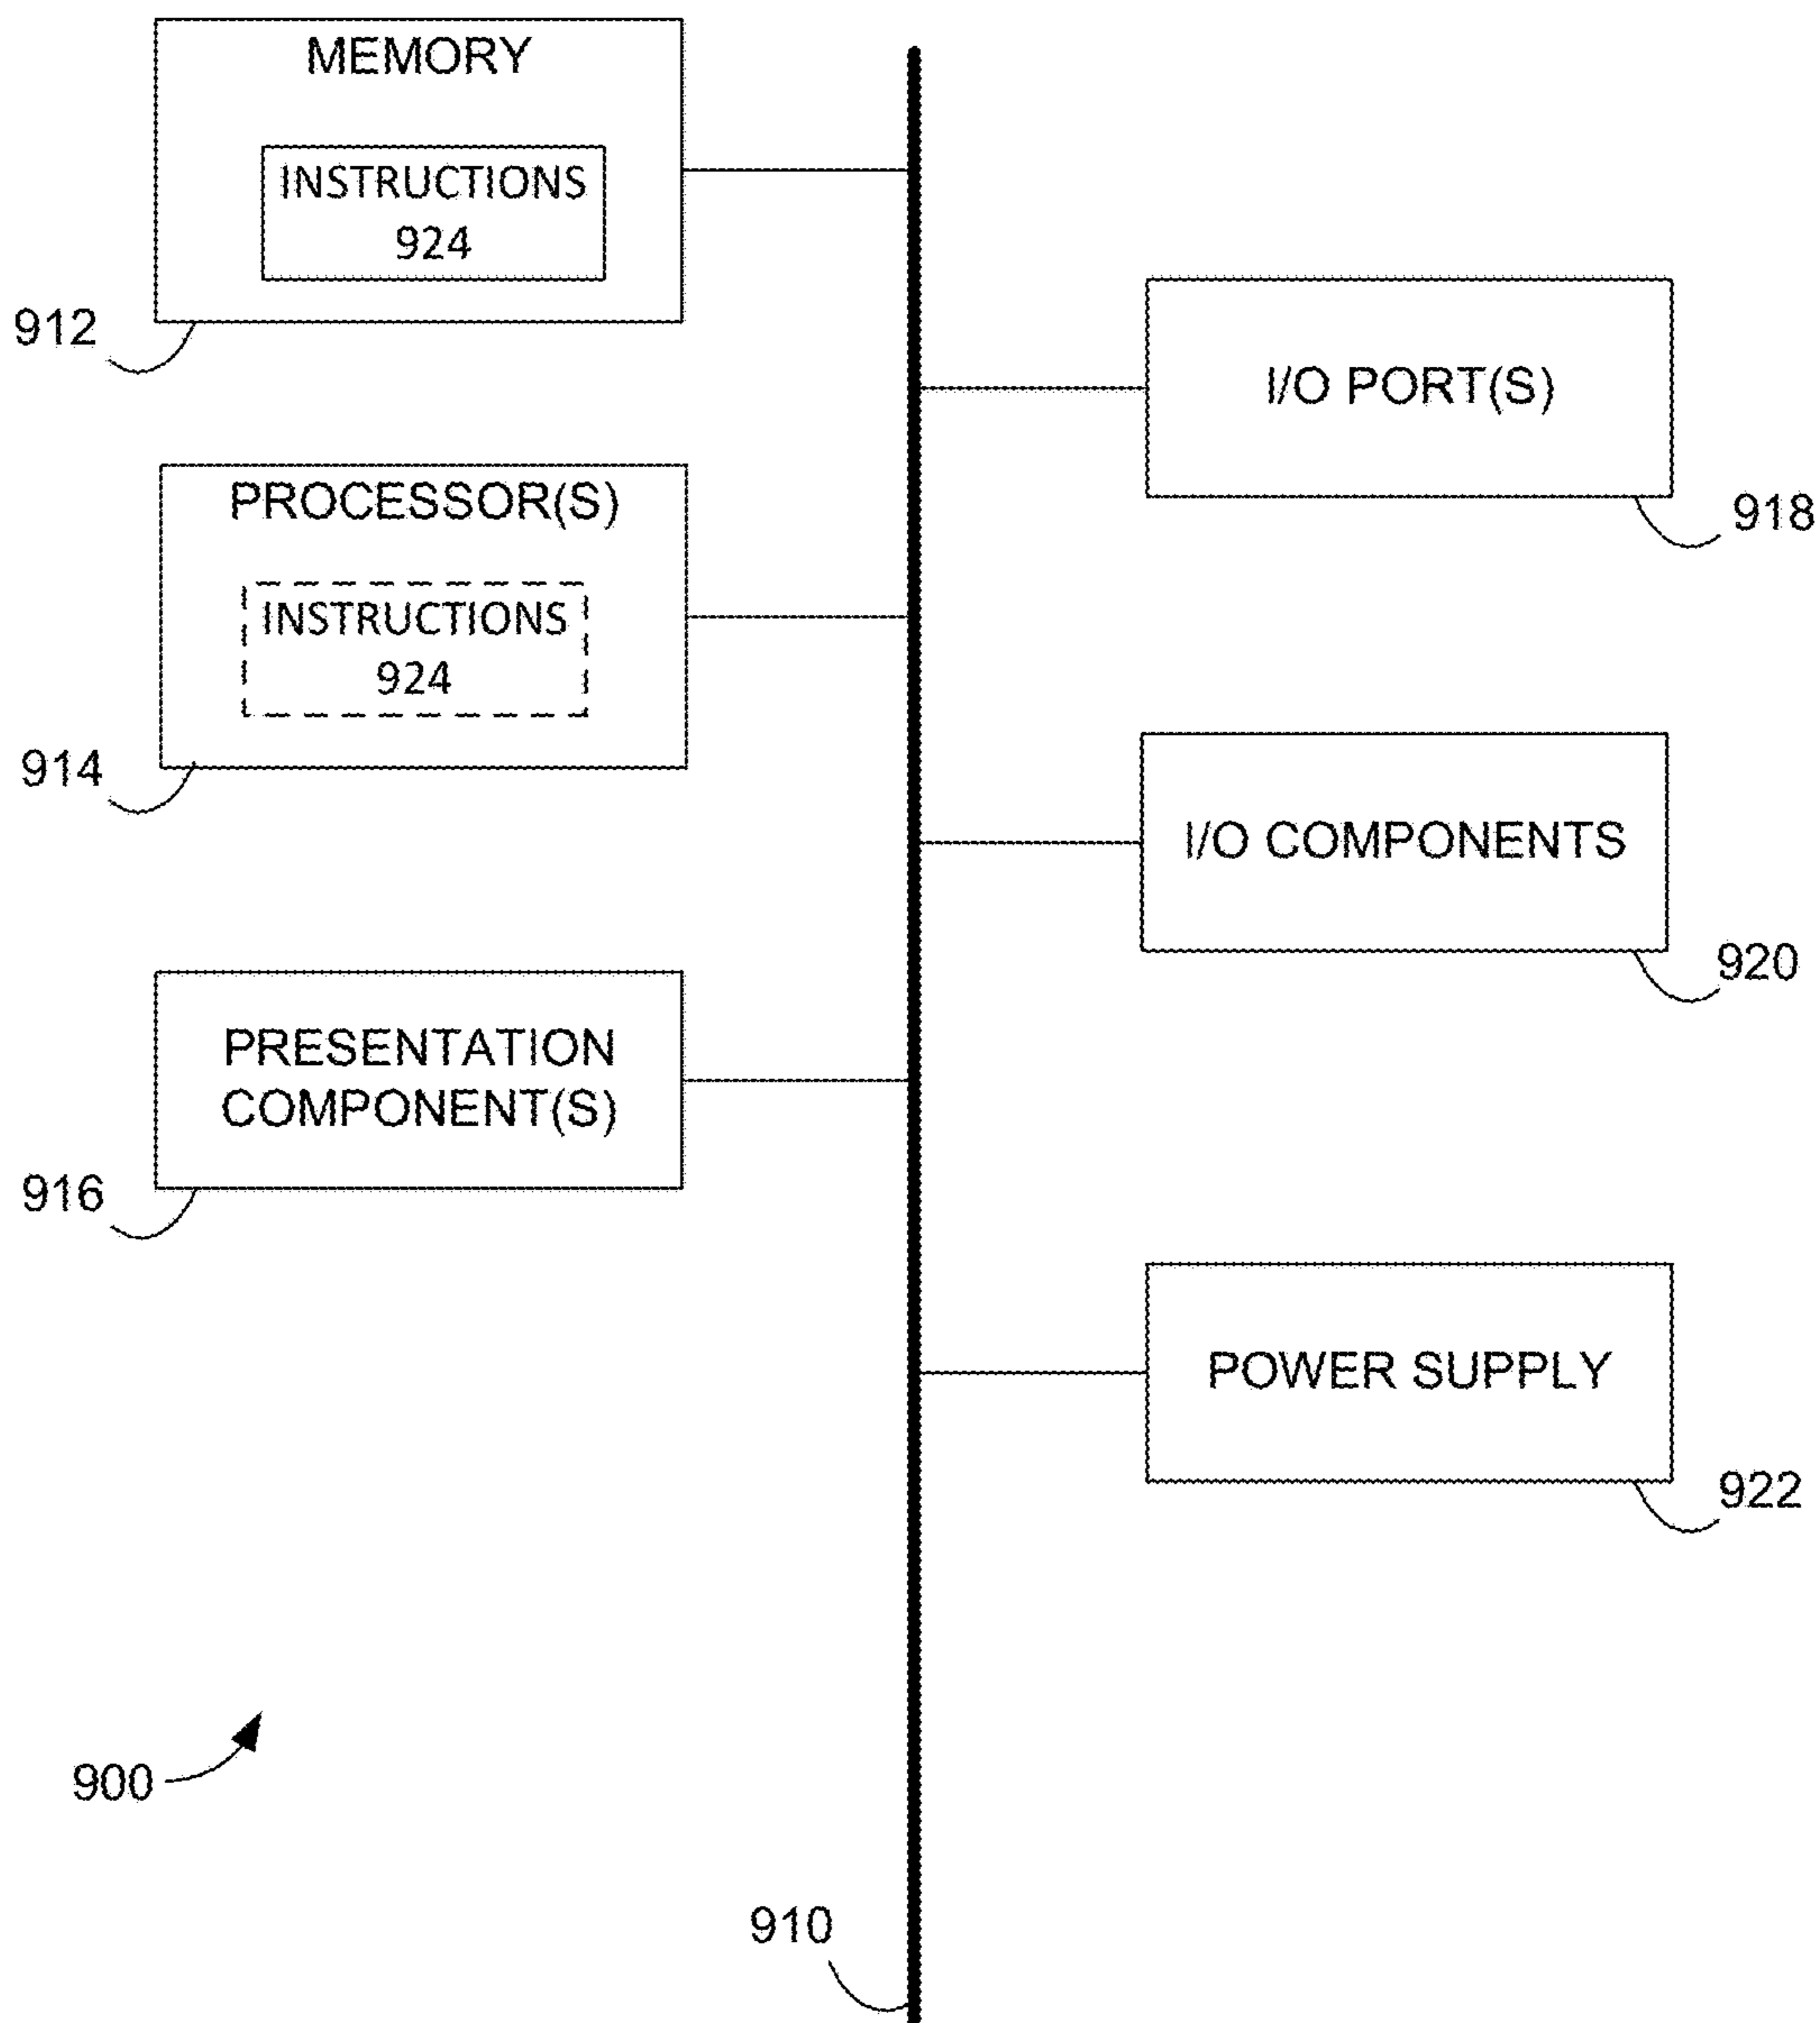 MEMORY
INSTRUCTIONS
924
912
I/O PORT(S)
918
PROCESSOR(S)
INSTRUCTIONS
924
914
I/O COMPONENTS
920
PRESENTATION
COMPONENT(S)
916
POWER SUPPLY
922
900
910